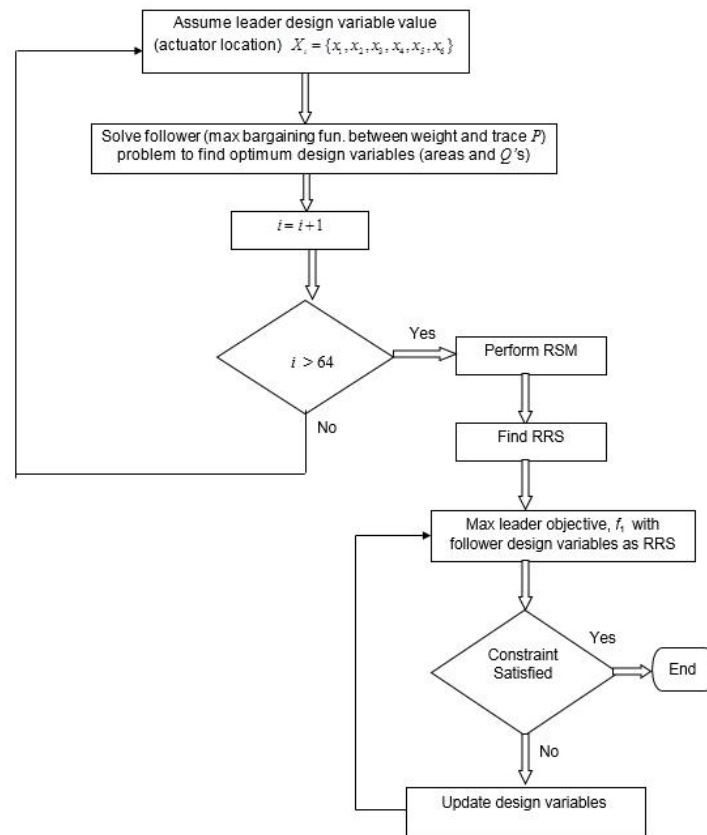 Assume leader design variable value
(actuator location) X_i = {x_1, x_2, x_3, x_4, x_5, x_6}
Solve follower (max bargaining fun. between weight and trace P)
problem to find optimum design variables (areas and Q's)
i = i+1
i > 64
Yes
Perform RSM
No
Find RRS
Max leader objective, f_1 with
follower design variables as RRS
Constraint
Satisfied
Yes
End
No
Update design variables